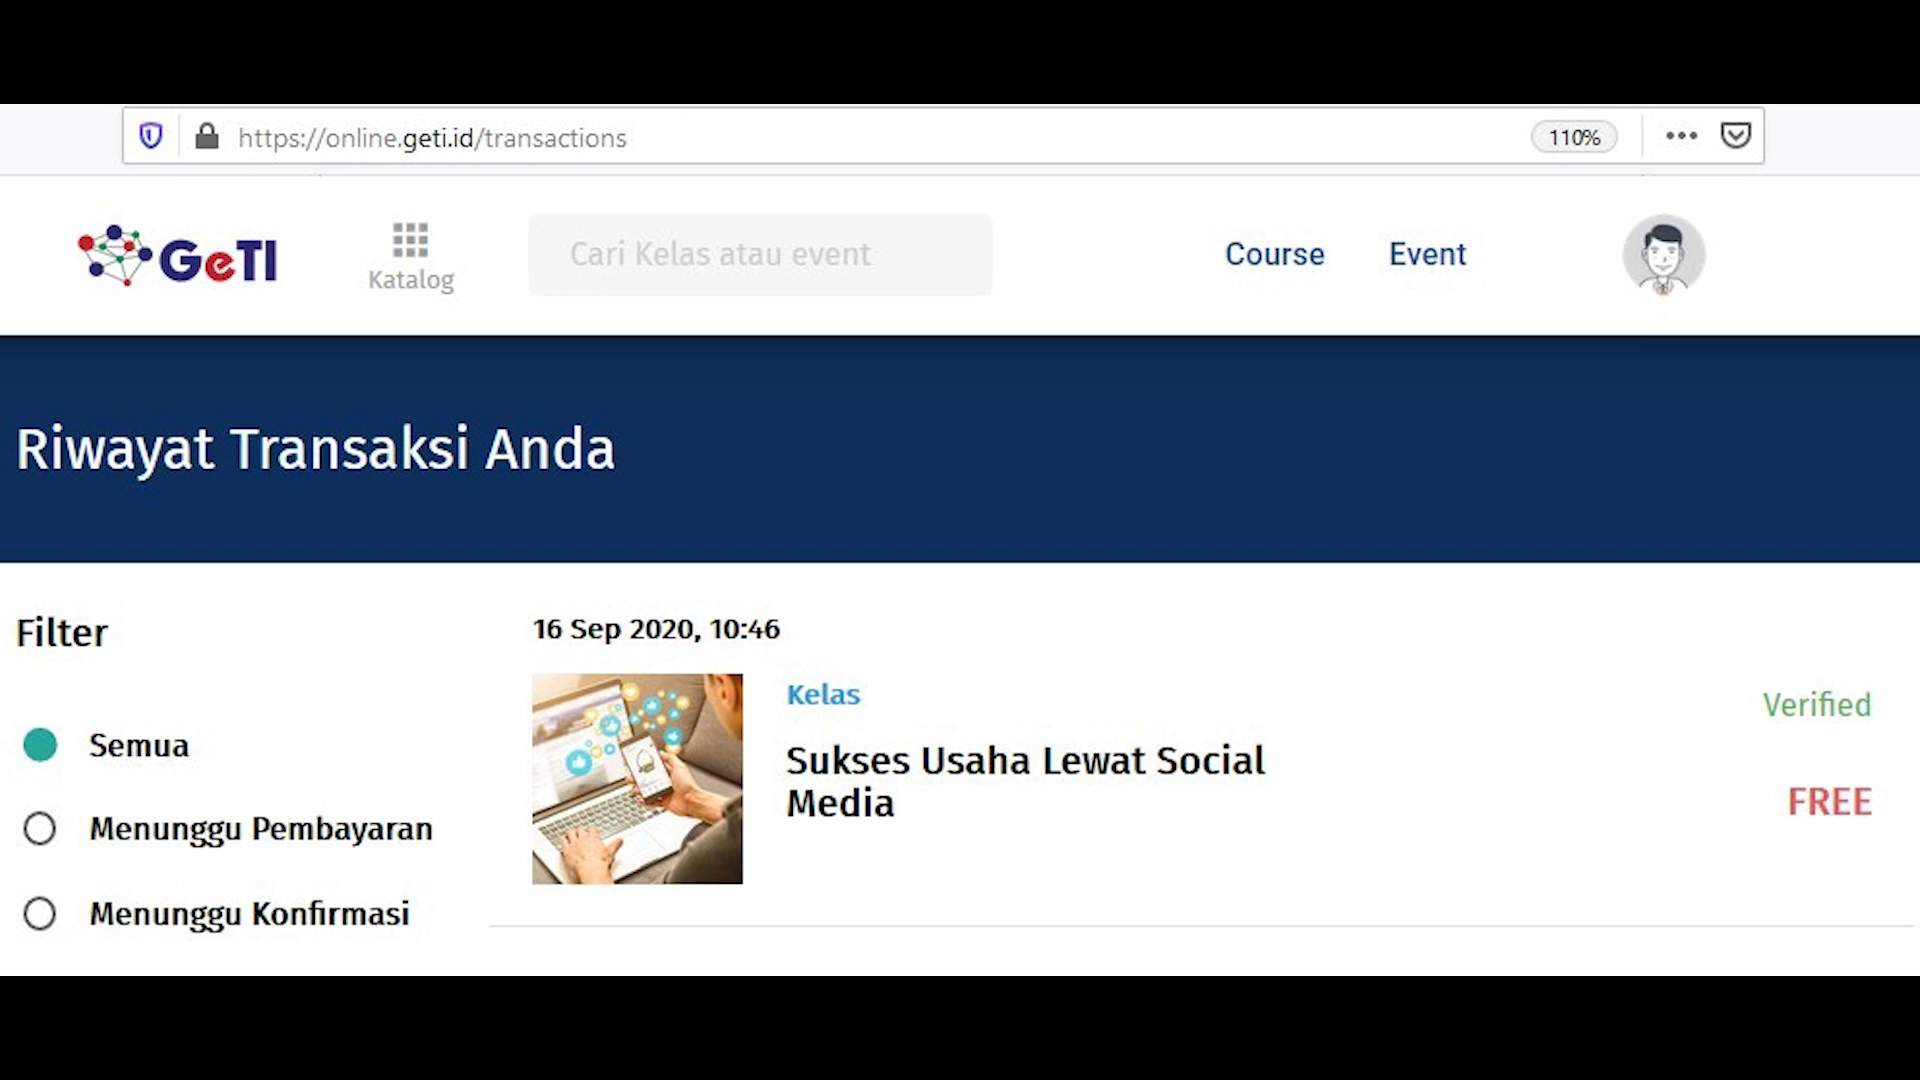 https://online.geti.id/transactions
110%
GeTI
Katalog
Cari Kelas atau event
Course
Event
Riwayat Transaksi Anda
Filter
Semua
Menunggu Pembayaran
Menunggu Konfirmasi
16 Sep 2020, 10:46
Kelas
Sukses Usaha Lewat Social
Media
Verified
FREE